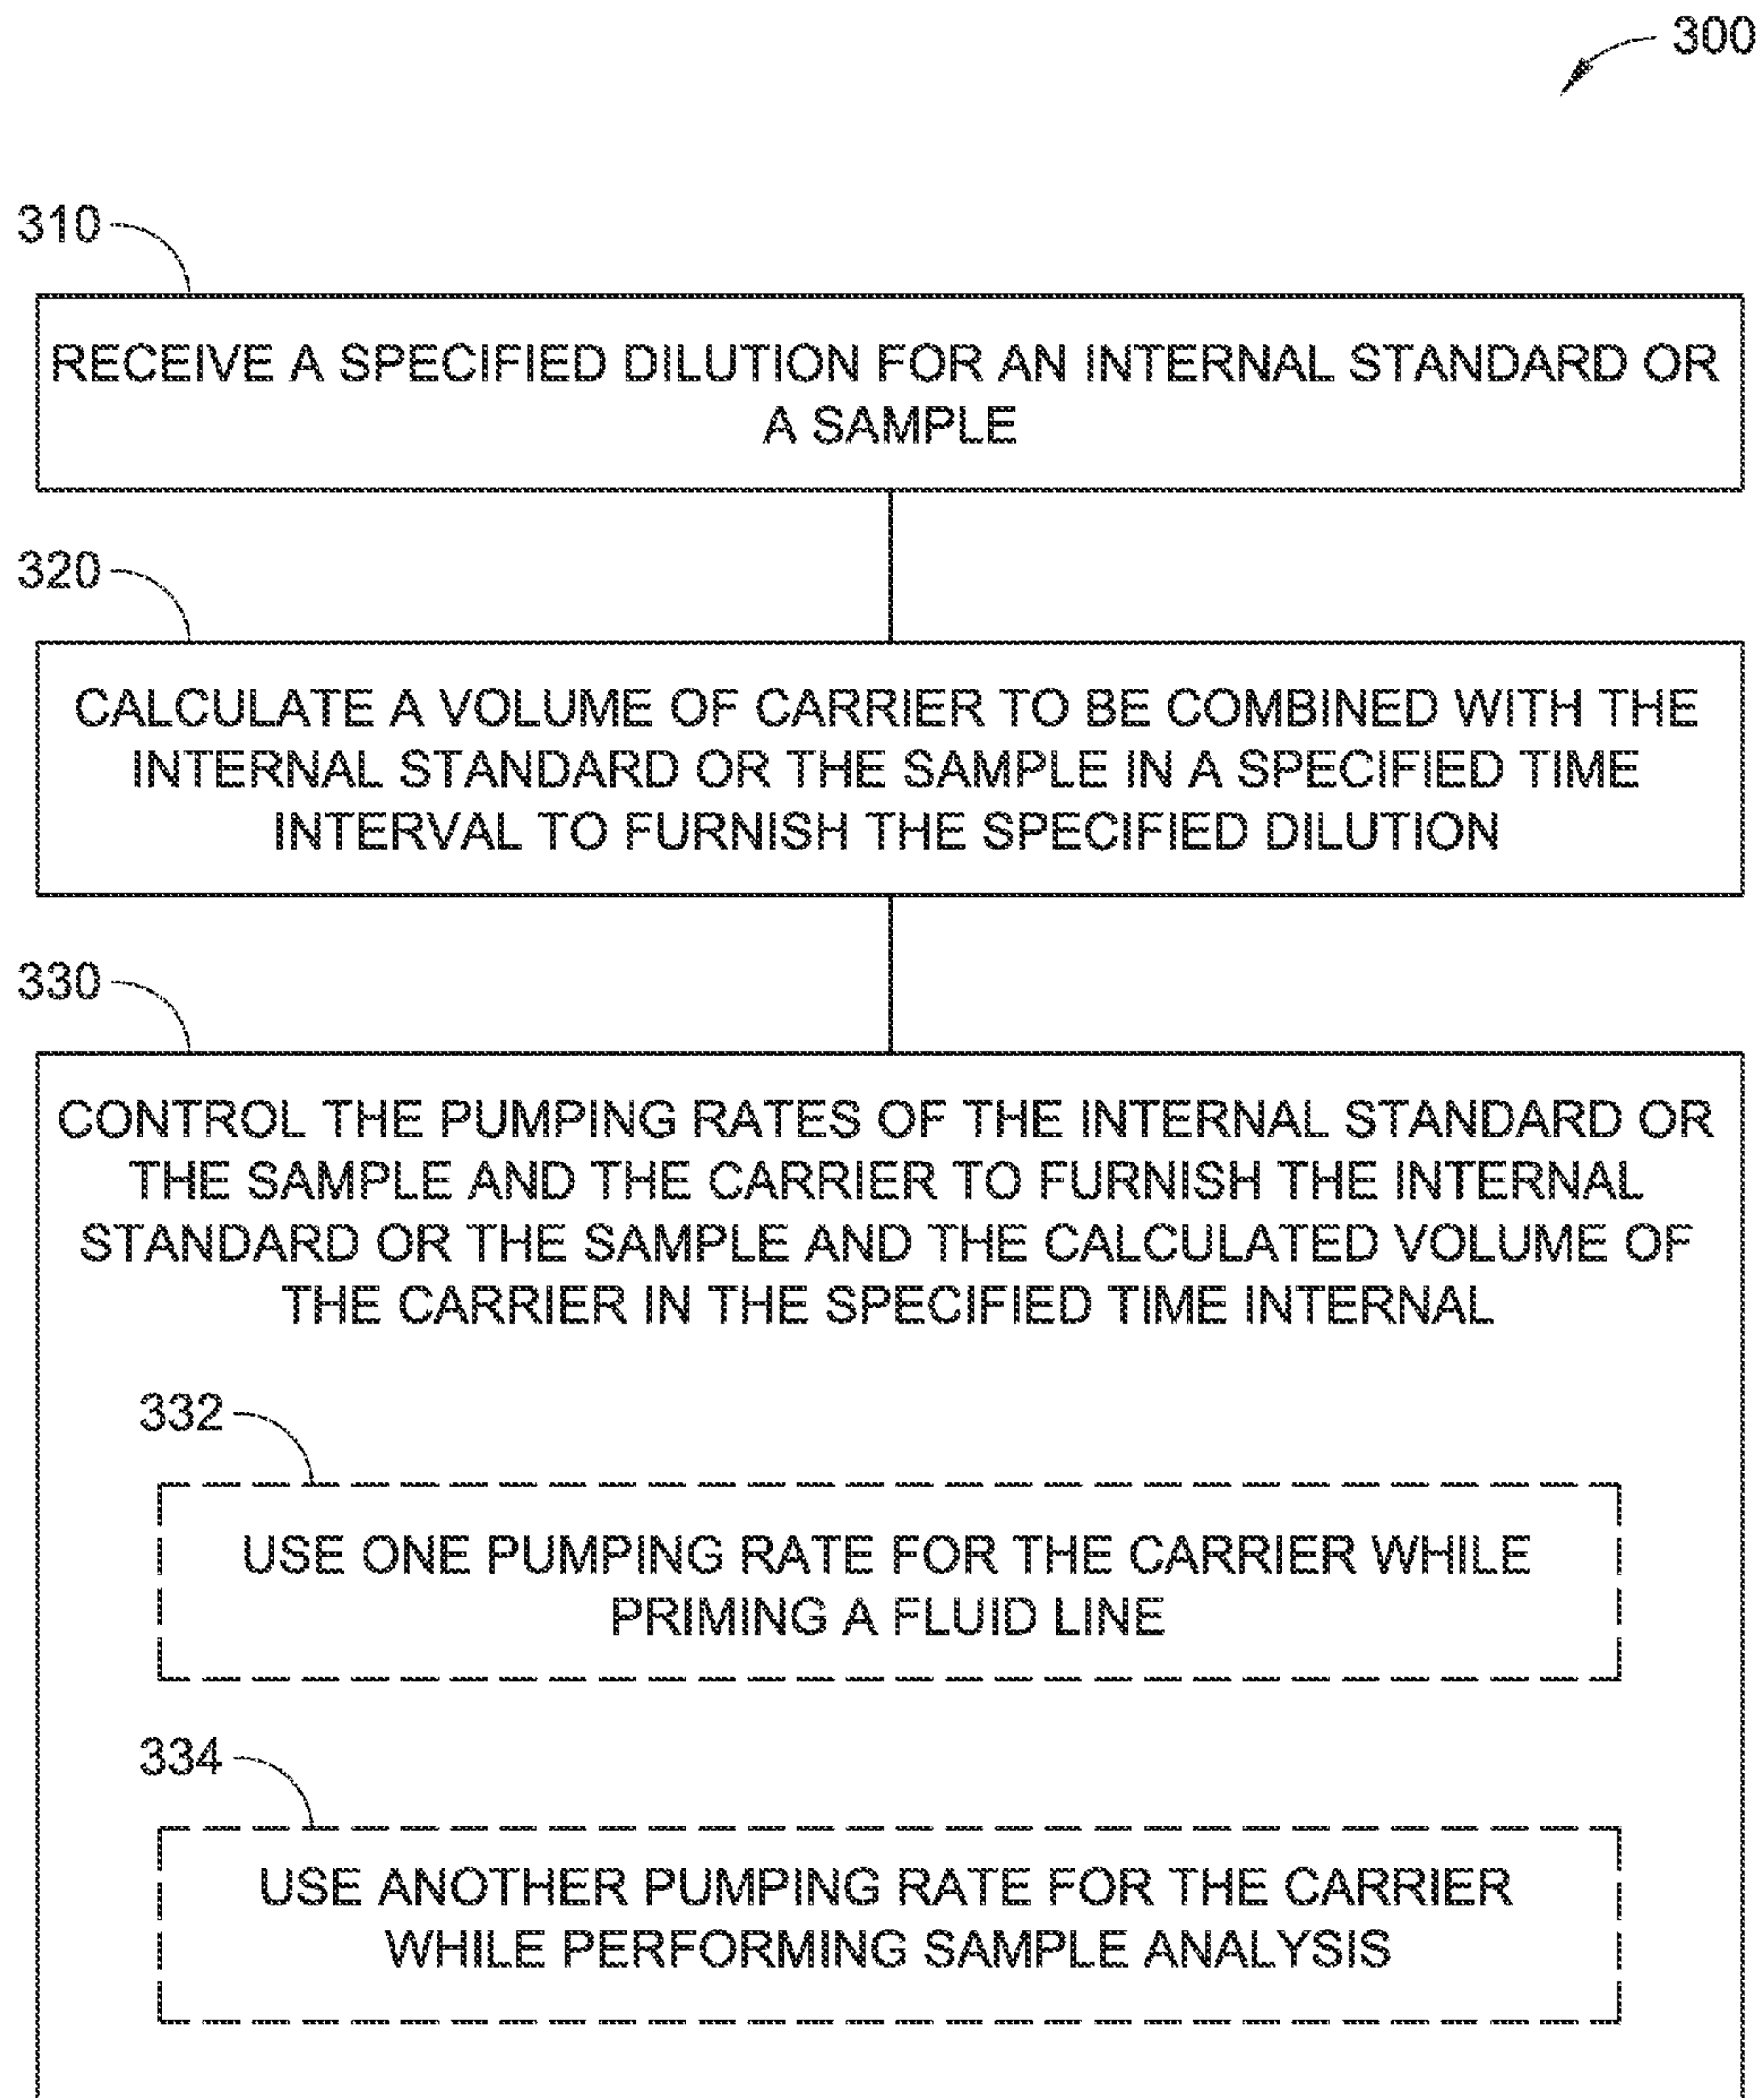 300
310
RECEIVE A SPECIFIED DILUTION FOR AN INTERNAL STANDARD OR
A SAMPLE
320
CALCULATE A VOLUME OF CARRIER TO BE COMBINED WITH THE
INTERNAL STANDARD OR THE SAMPLE IN A SPECIFIED TIME
INTERVAL TO FURNISH THE SPECIFIED DILUTION
330
CONTROL THE PUMPING RATES OF THE INTERNAL STANDARD OR
THE SAMPLE AND THE CARRIER TO FURNISH THE INTERNAL
STANDARD OR THE SAMPLE AND THE CALCULATED VOLUME OF
THE CARRIER IN THE SPECIFIED TIME INTERNAL
332
USE ONE PUMPING RATE FOR THE CARRIER WHILE
PRIMING A FLUID LINE
334
USE ANOTHER PUMPING RATE FOR THE CARRIER
WHILE PERFORMING SAMPLE ANALYSIS